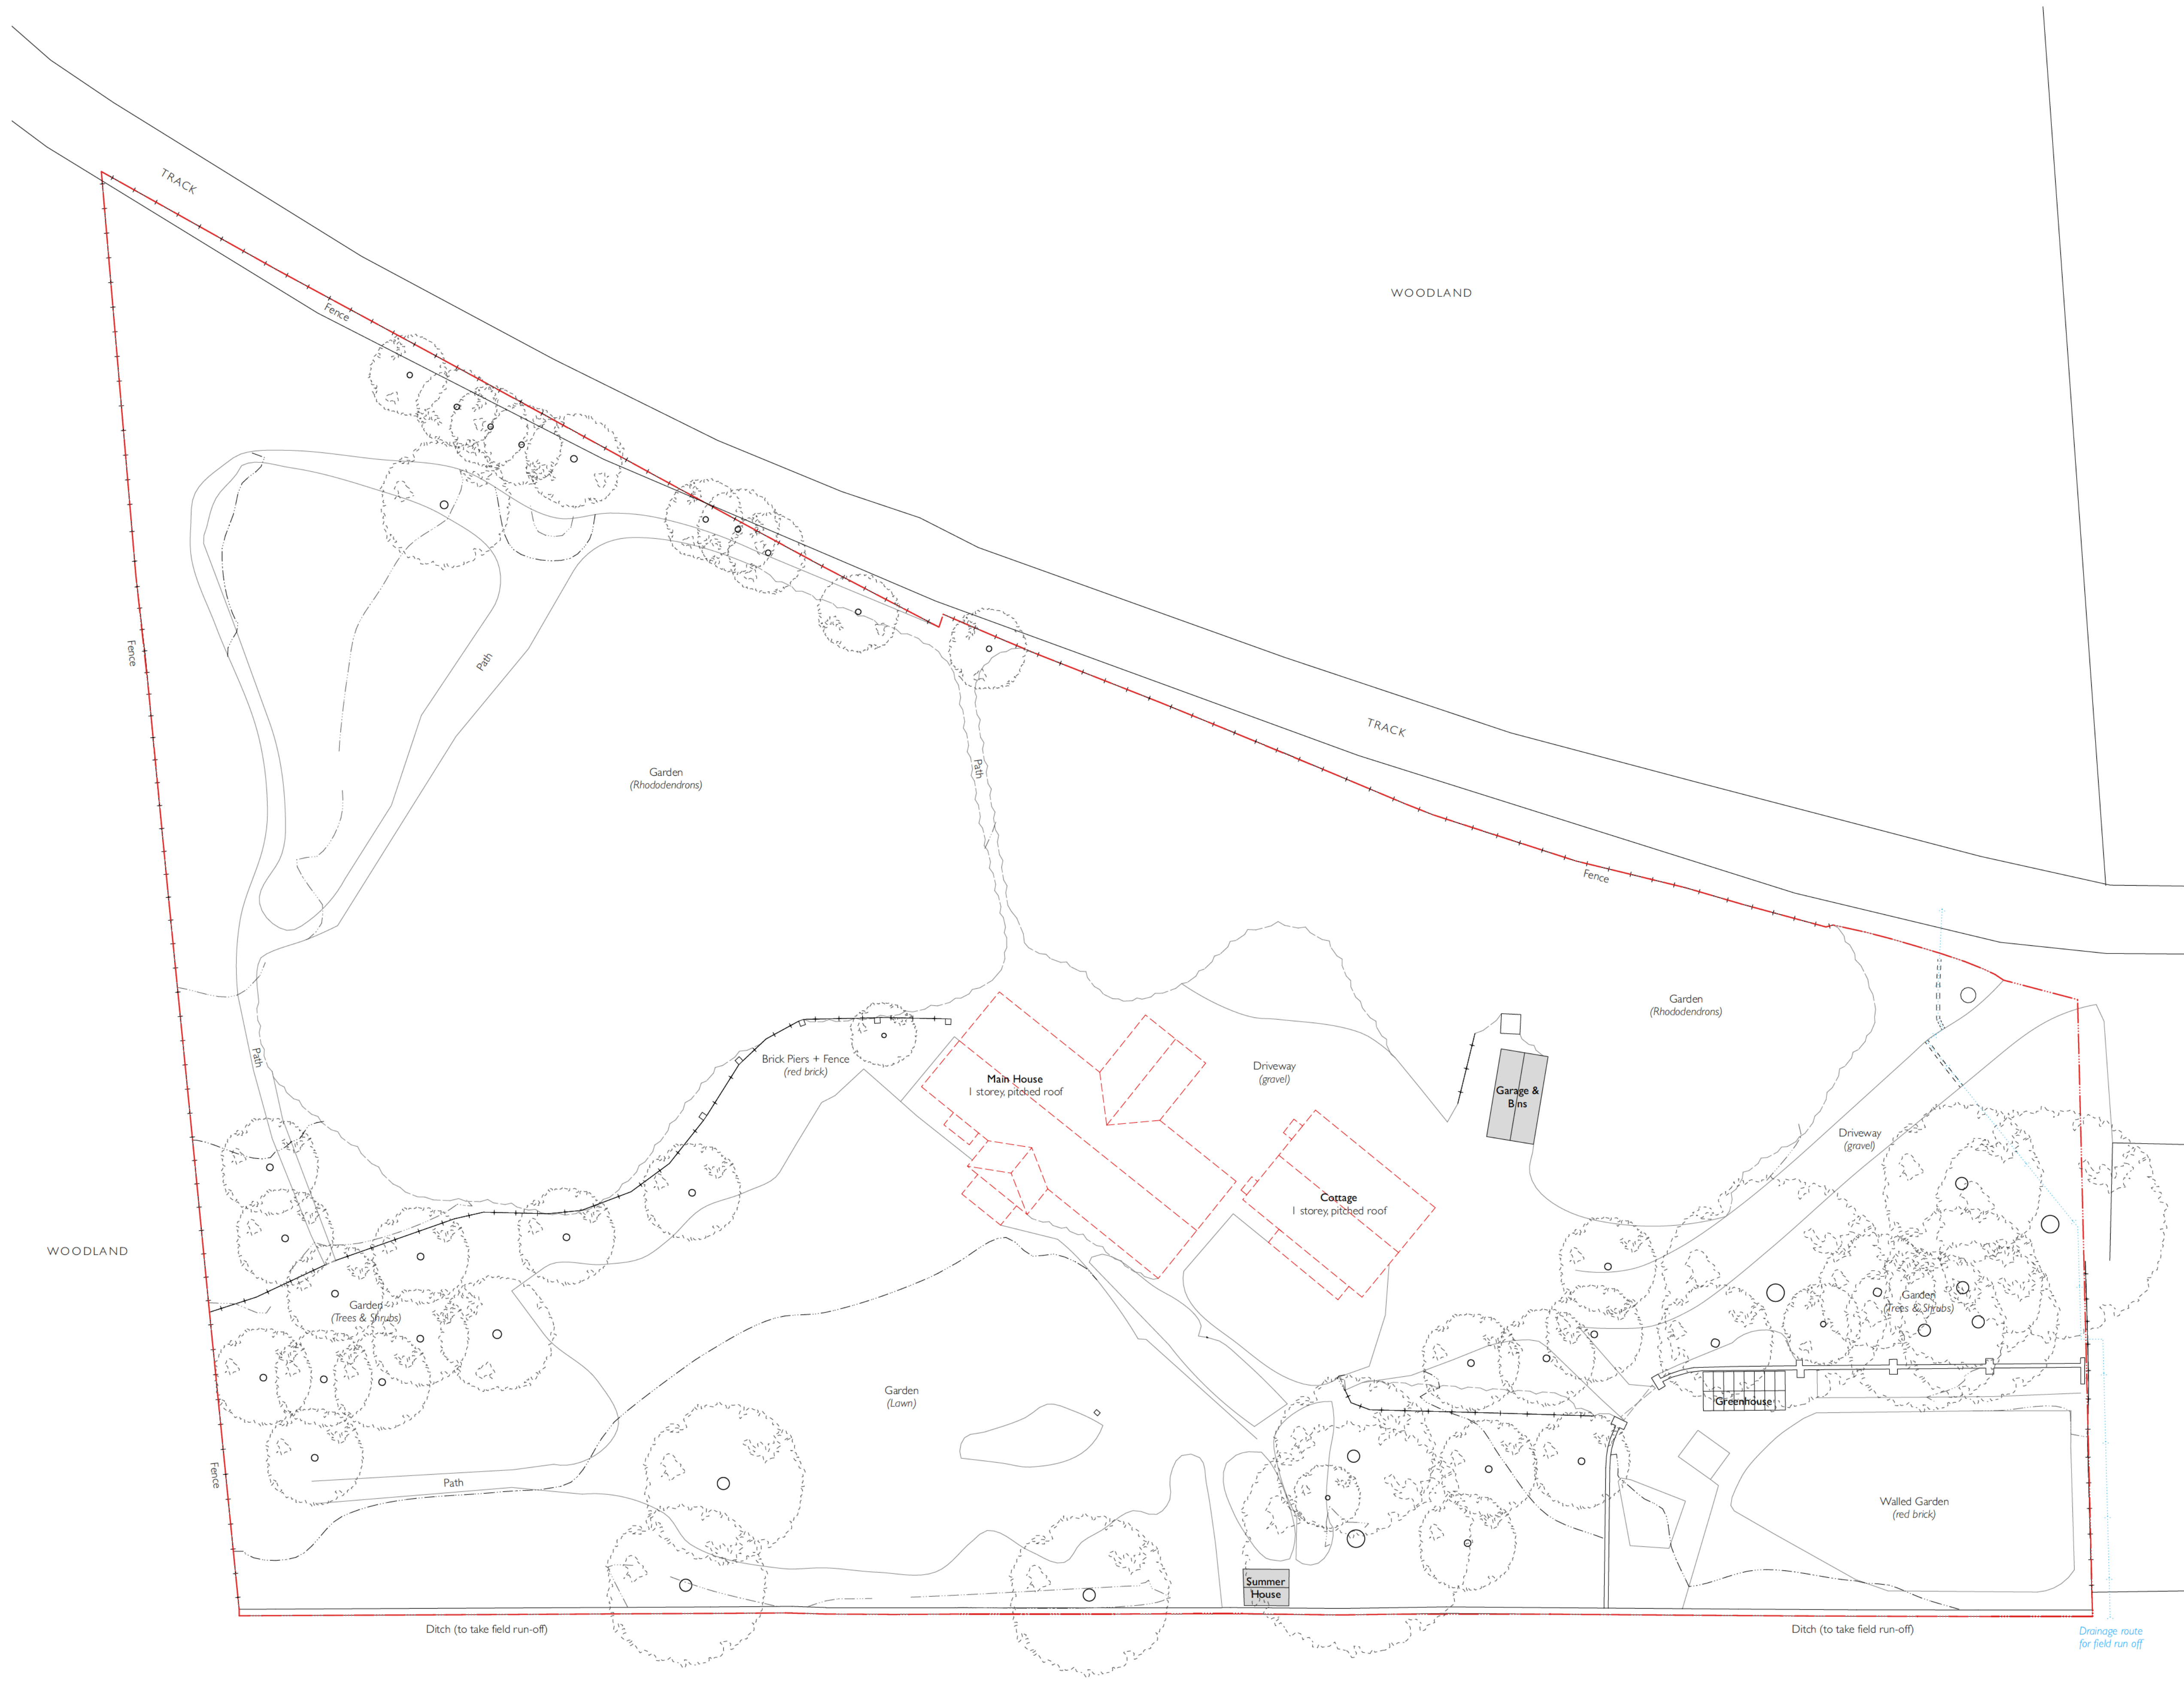 TRACK
WOODLAND
Fence
Fence
Path
TRACK
Path
Garden
(Rhododendrons)
Fence
Garden
(Rhododendrons)
Path
Brick Piers + Fence
(red brick)
Main House
1 storey, pitched roof
Driveway
(gravel)
Garage &
Bins
Driveway
(gravel)
Cottage
1 storey, pitched roof
WOODLAND
Garden
(Trees & Shrubs)
Garden
(Trees & Shrubs)
Garden
(Lawn)
Greenhouse
Fence
Path
Walled Garden
(red brick)
Summer
House
Ditch (to take field run-off)
Ditch (to take field run-off)
Drainage route
for field run off